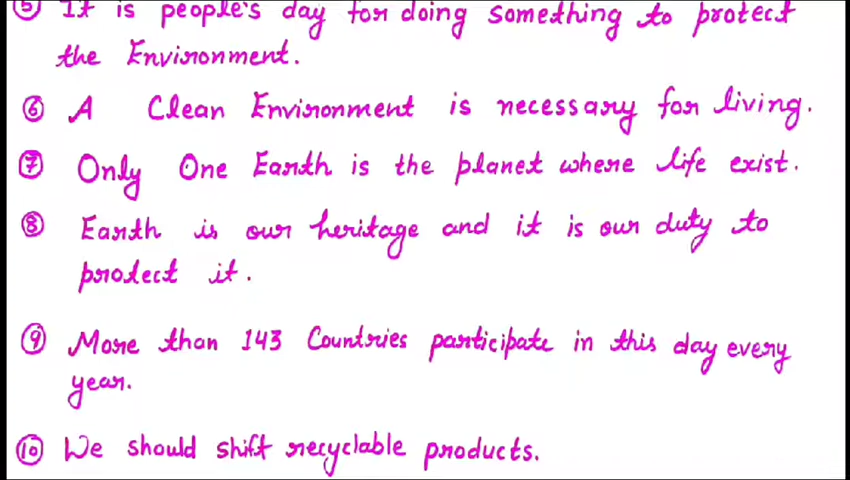 ⑤ It is people's day for doing something to protect
the Environment.
⑥ A Clean Environment is necessary for living.
⑦ Only One Earth is the planet where life exist.
⑧ Earth is our heritage and it is our duty to
protect it.
⑨ More than 143 Countries participate in this day every
year.
⑩ We should shift recyclable products.